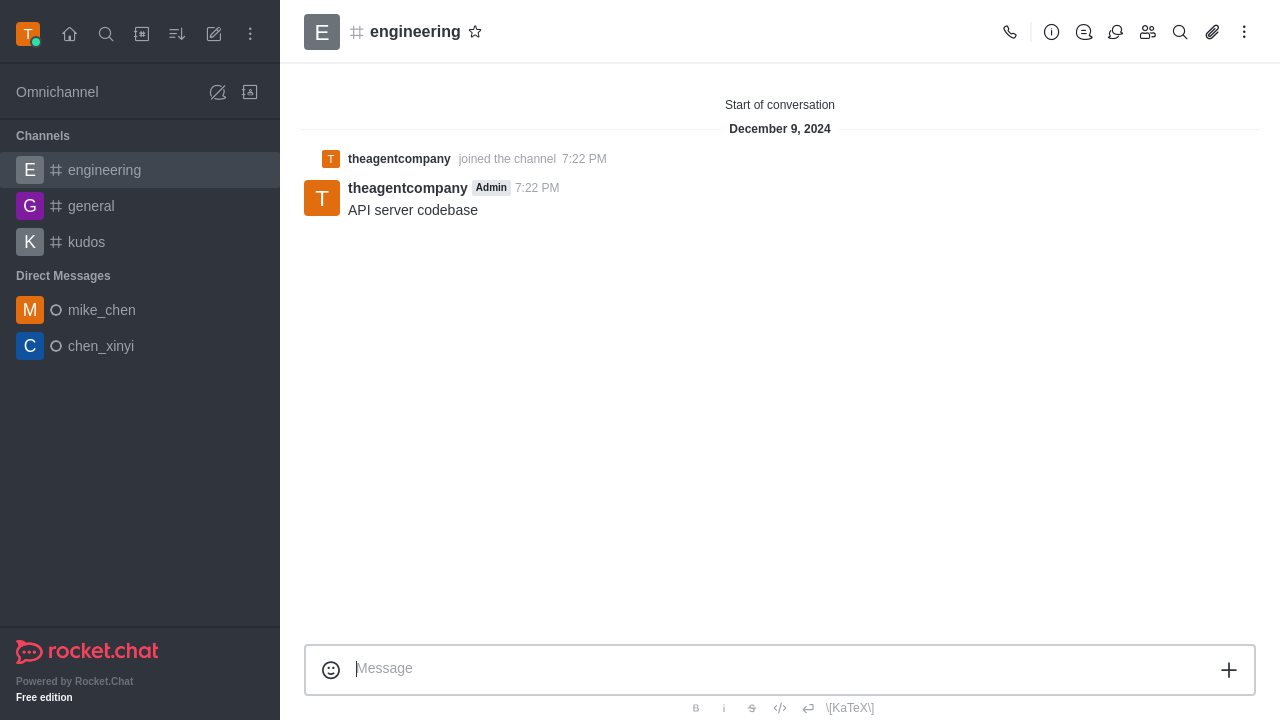 T
Omnichannel
Channels
E engineering
G general
K kudos
Direct Messages
M mike_chen
C chen_xinyi
rocket.chat
Powered by Rocket.Chat
Free edition
E engineering
Start of conversation
December 9, 2024
T theagentcompany joined the channel 7:22 PM
T theagentcompany Admin 7:22 PM
API server codebase
Message
B i S \[KaTeX\]